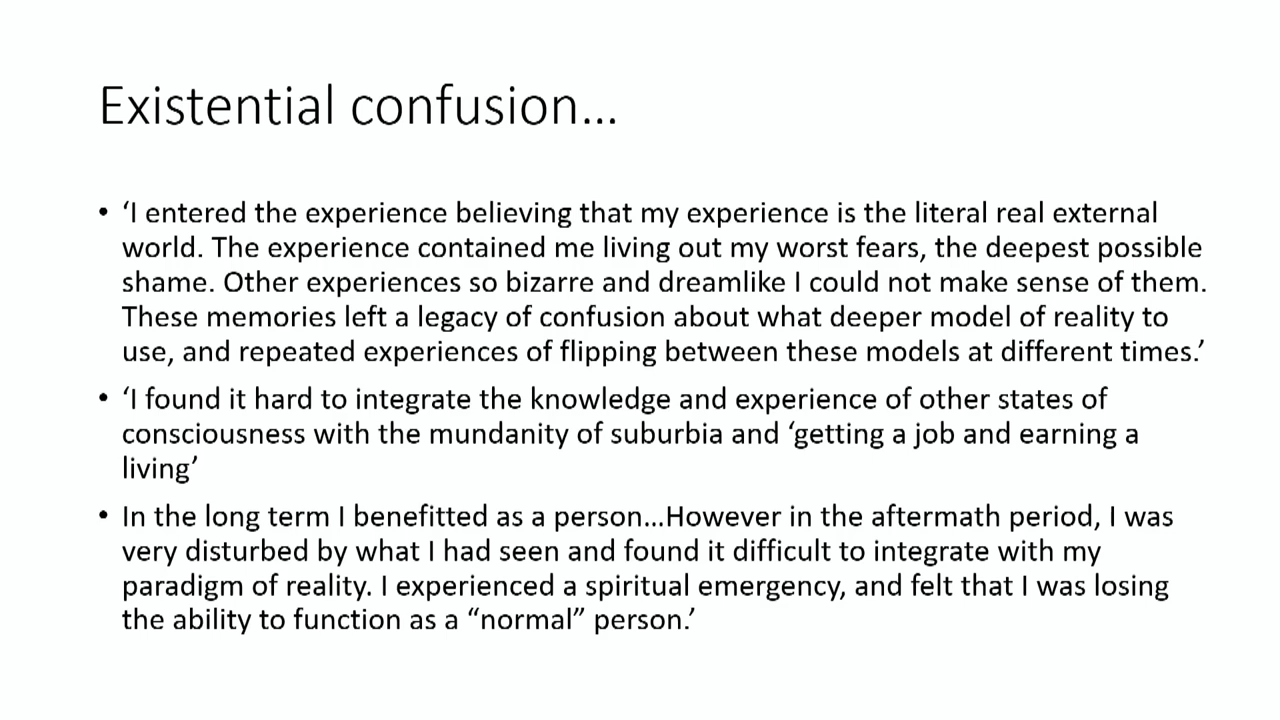 Existential confusion…
• ‘I entered the experience believing that my experience is the literal real external
world. The experience contained me living out my worst fears, the deepest possible
shame. Other experiences so bizarre and dreamlike I could not make sense of them.
These memories left a legacy of confusion about what deeper model of reality to
use, and repeated experiences of flipping between these models at different times.’
• ‘I found it hard to integrate the knowledge and experience of other states of
consciousness with the mundanity of suburbia and ‘getting a job and earning a
living’
• In the long term I benefitted as a person…However in the aftermath period, I was
very disturbed by what I had seen and found it difficult to integrate with my
paradigm of reality. I experienced a spiritual emergency, and felt that I was losing
the ability to function as a “normal” person.’